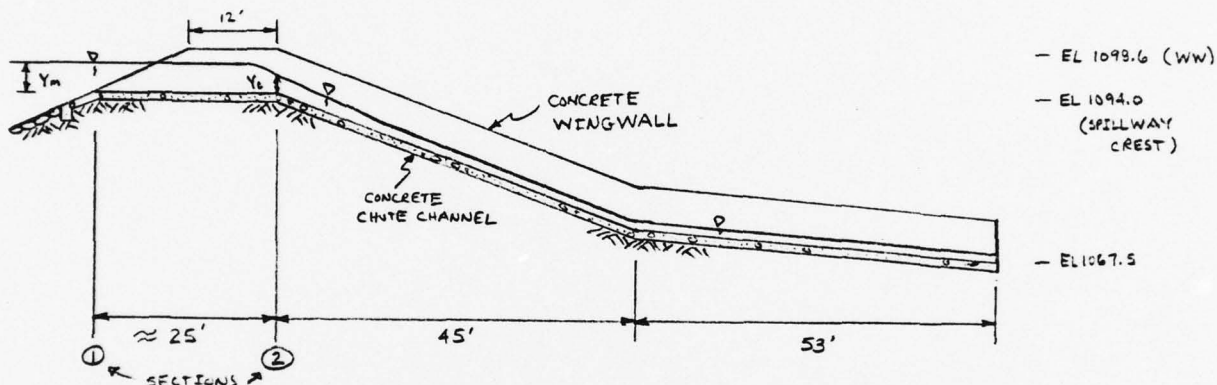 12'
— EL 1098.6 (WW)
Ym
Yc
CONCRETE
WINGWALL
— EL 1094.0
(SPILLWAY
CREST)
CONCRETE
CHUTE CHANNEL
— EL 1067.5
≈ 25'
45'
53'
① ②
SECTIONS